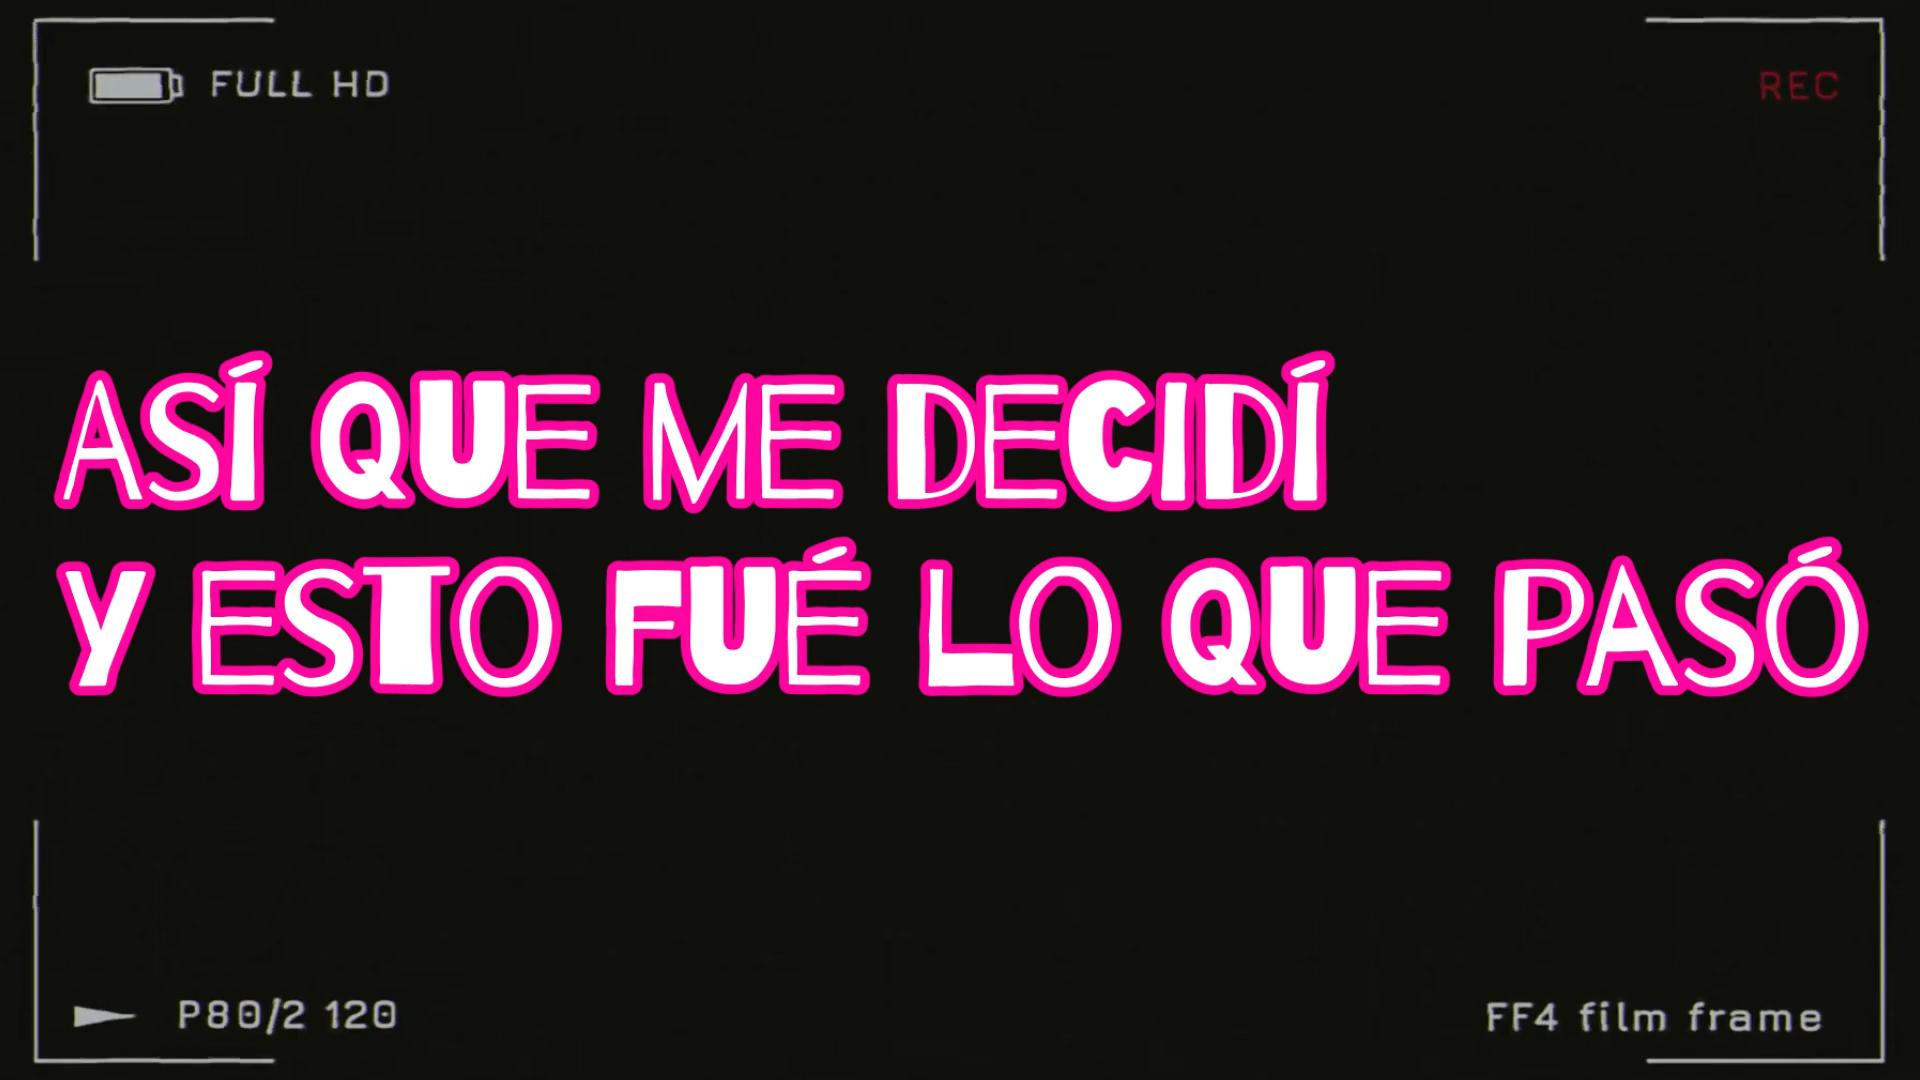 FULL HD
REC
ASÍ QUE ME DECIDÍ
Y ESTO FUÉ LO QUE PASÓ
P80/2 120
FF4 film frame